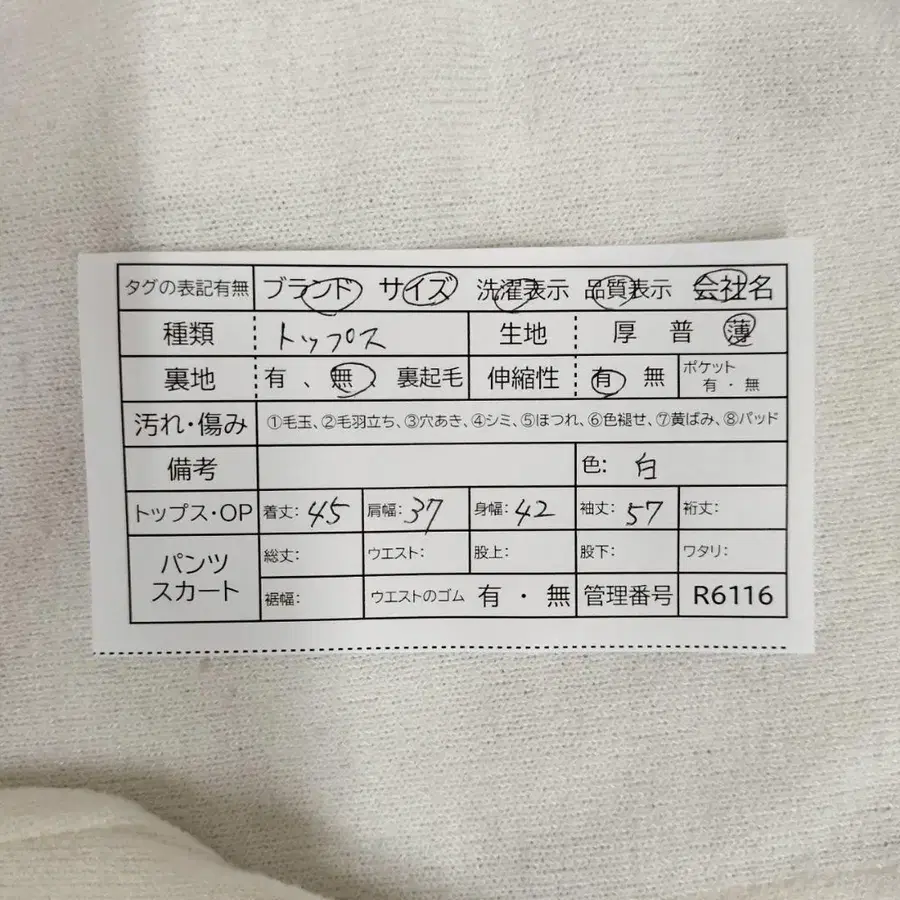 タグの表記有無 ブランド サイズ 洗濯表示 品質表示 会社名
種類 トップス 生地 厚 普 薄
裏地 有、無、裏起毛 伸縮性 有 無 ポケット 有・無
汚れ・傷み ①毛玉、②毛羽立ち、③穴あき、④シミ、⑤ほつれ、⑥色褪せ、⑦黄ばみ、⑧パッド
備考 色: 白
トップス・OP 着丈: 45 肩幅: 37 身幅: 42 袖丈: 57 裄丈:
パンツ スカート 総丈: ウエスト: 股上: 股下: ワタリ:
裾幅: ウエストのゴム 有・無 管理番号 R6116